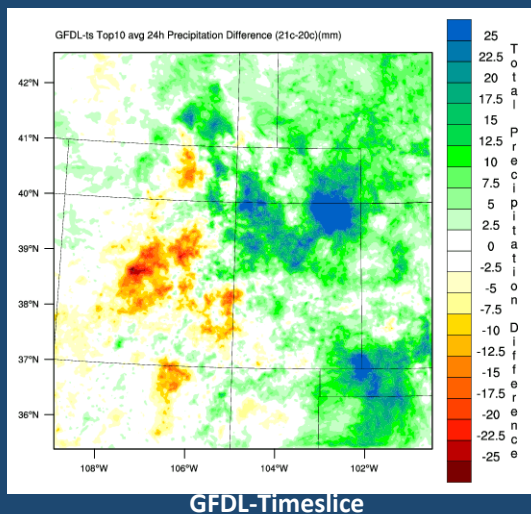 GFDL-ts Top10 avg 24h Precipitation Difference (21c-20c)(mm)
42°N
41°N
40°N
39°N
38°N
37°N
36°N
108°W 106°W 104°W 102°W
25
22.5
20
17.5
15
12.5
10
7.5
5
2.5
0
-2.5
-5
-7.5
-10
-12.5
-15
-17.5
-20
-22.5
-25
Total Precipitation Difference
GFDL-Timeslice